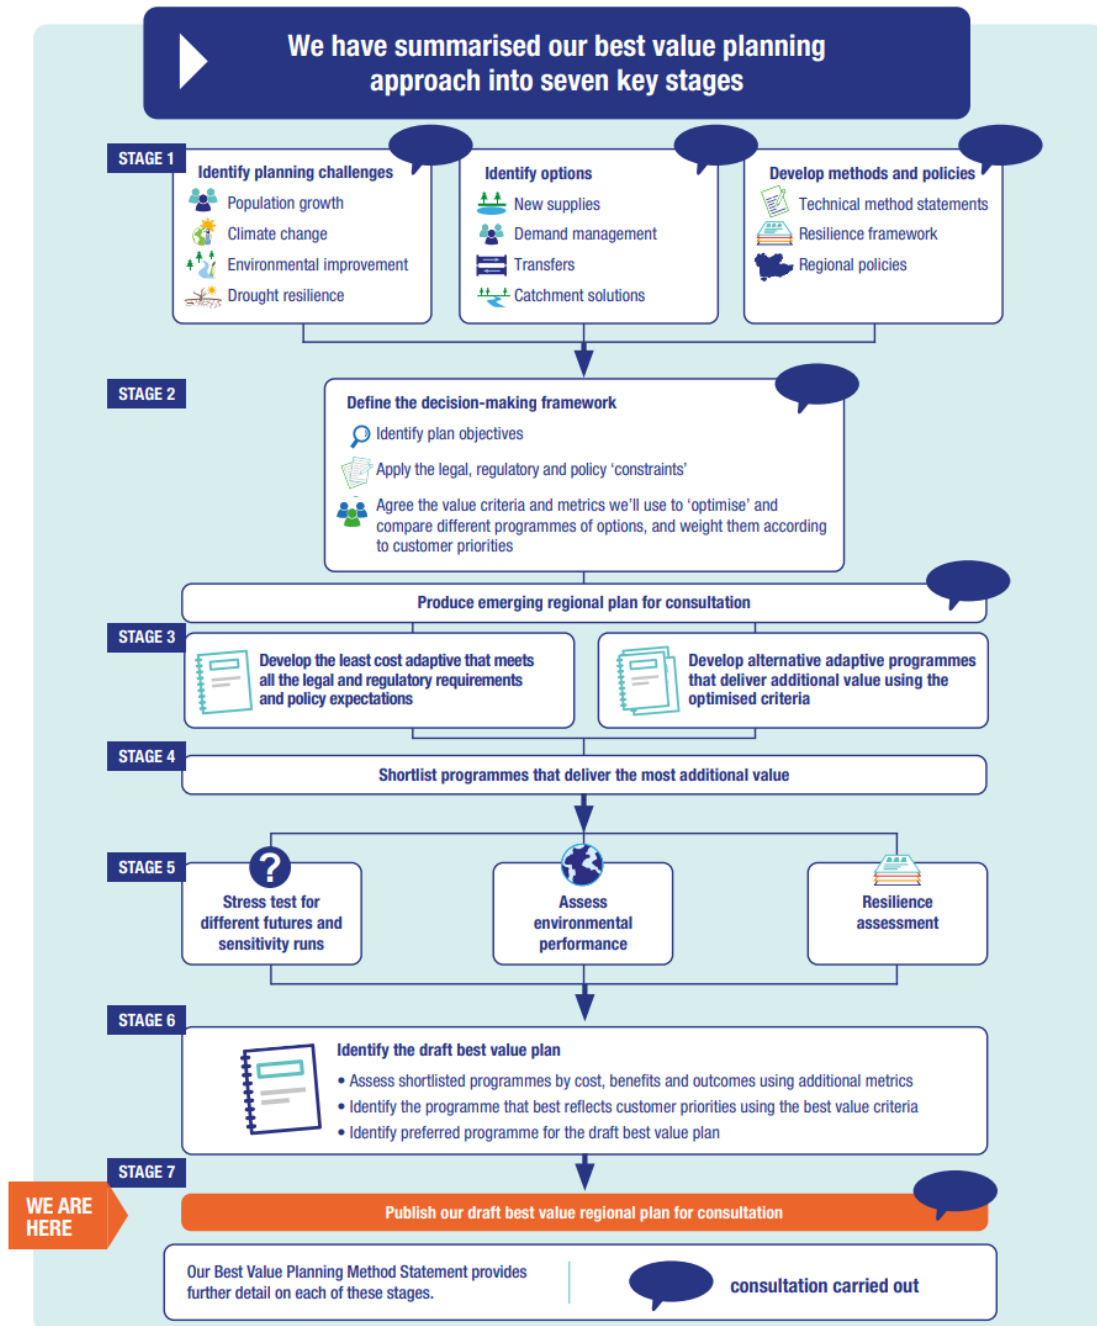 We have summarised our best value planning
approach into seven key stages
STAGE 1
Identify planning challenges
Population growth
Climate change
Environmental improvement
Drought resilience
Identify options
New supplies
Demand management
Transfers
Catchment solutions
Develop methods and policies
Technical method statements
Resilience framework
Regional policies
STAGE 2
Define the decision-making framework
Identify plan objectives
Apply the legal, regulatory and policy ‘constraints’
Agree the value criteria and metrics we’ll use to ‘optimise’ and
compare different programmes of options, and weight them according
to customer priorities
Produce emerging regional plan for consultation
STAGE 3
Develop the least cost adaptive that meets
all the legal and regulatory requirements
and policy expectations
Develop alternative adaptive programmes
that deliver additional value using the
optimised criteria
STAGE 4
Shortlist programmes that deliver the most additional value
STAGE 5
?
Stress test for
different futures and
sensitivity runs
Assess
environmental
performance
Resilience
assessment
STAGE 6
Identify the draft best value plan
• Assess shortlisted programmes by cost, benefits and outcomes using additional metrics
• Identify the programme that best reflects customer priorities using the best value criteria
• Identify preferred programme for the draft best value plan
STAGE 7
WE ARE
HERE
Publish our draft best value regional plan for consultation
Our Best Value Planning Method Statement provides
further detail on each of these stages.
consultation carried out